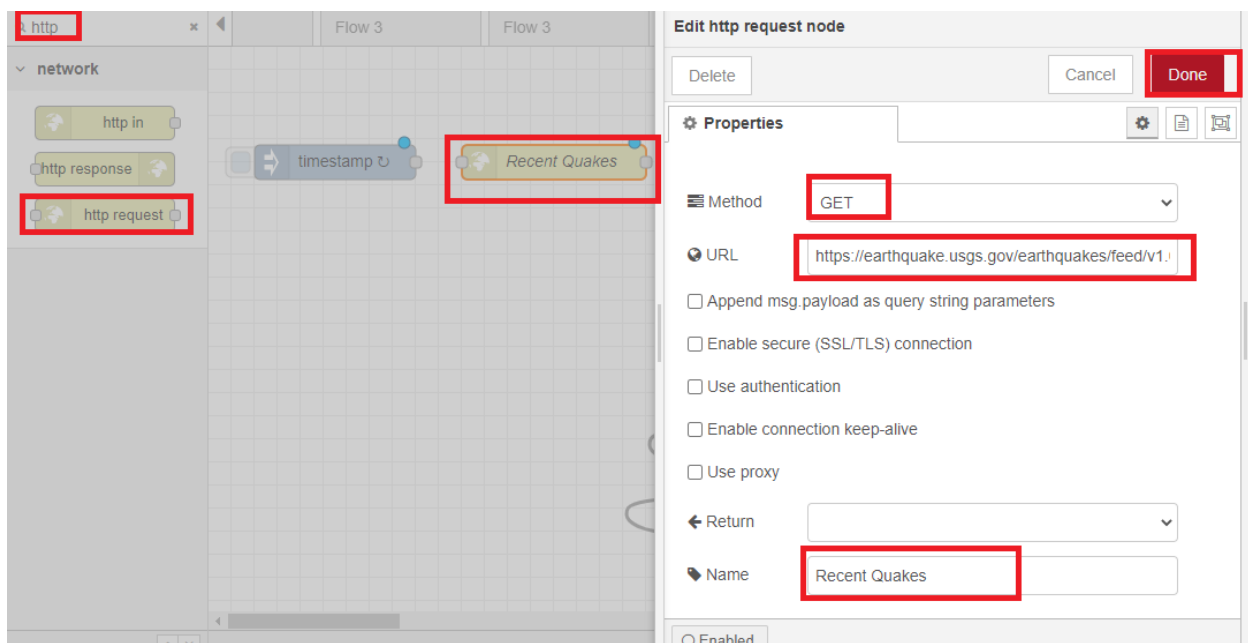 http
Flow 3
Flow 3
network
http in
http response
http request
timestamp ↻
Recent Quakes
Edit http request node
Delete
Cancel
Done
Properties
Method
GET
URL
https://earthquake.usgs.gov/earthquakes/feed/v1.
Append msg.payload as query string parameters
Enable secure (SSL/TLS) connection
Use authentication
Enable connection keep-alive
Use proxy
Return
Name
Recent Quakes
Enabled